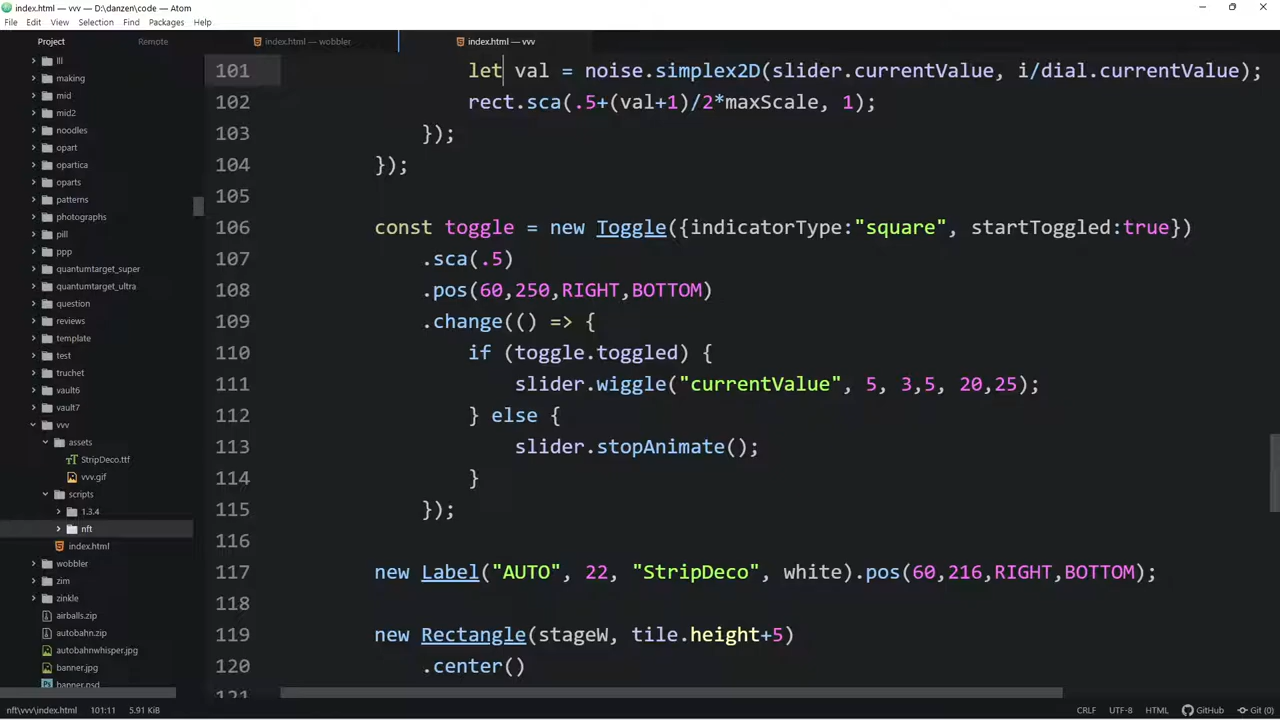 index.html — vvv — D:\danzen\code — Atom
File Edit View Selection Find Packages Help
Project Remote
index.html — wobbler
index.html — vvv
lll
making
mid
mid2
noodles
opart
opartica
oparts
patterns
photographs
pill
ppp
quantumtarget_super
quantumtarget_ultra
question
reviews
template
test
truchet
vault6
vault7
vvv
assets
StripDeco.ttf
vvv.gif
scripts
1.3.4
nft
index.html
wobbler
zim
zinkle
airballs.zip
autobahn.zip
autobahnwhisper.jpg
banner.jpg
banner.psd
101 let val = noise.simplex2D(slider.currentValue, i/dial.currentValue);
102 rect.sca(.5+(val+1)/2*maxScale, 1);
103 });
104 });
105
106 const toggle = new Toggle({indicatorType:"square", startToggled:true})
107 .sca(.5)
108 .pos(60,250,RIGHT,BOTTOM)
109 .change(() => {
110 if (toggle.toggled) {
111 slider.wiggle("currentValue", 5, 3,5, 20,25);
112 } else {
113 slider.stopAnimate();
114 }
115 });
116
117 new Label("AUTO", 22, "StripDeco", white).pos(60,216,RIGHT,BOTTOM);
118
119 new Rectangle(stageW, tile.height+5)
120 .center()
121
nft\vvv\index.html 101:11 5.91 KiB
CRLF UTF-8 HTML GitHub Git (0)